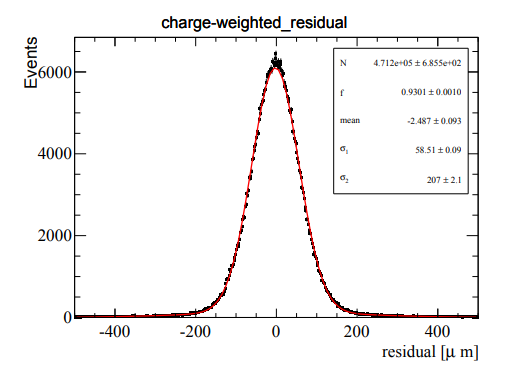 charge-weighted_residual
Events
6000
4000
2000
0
-400 -200 0 200 400
residual [μ m]
N 4.712e+05 ± 6.855e+02
f 0.9301 ± 0.0010
mean -2.487 ± 0.093
σ₁ 58.51 ± 0.09
σ₂ 207 ± 2.1